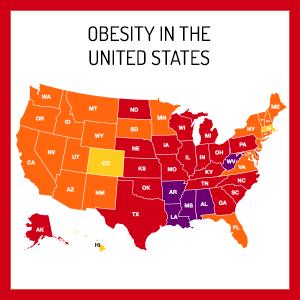 OBESITY IN THE
UNITED STATES
WA
MT
ND
MN
ME
OR
ID
SD
WI
MI
NY
WY
NE
IA
PA
NV
UT
CO
IL
IN
OH
WV
VA
CA
KS
MO
KY
NC
TN
AZ
NM
OK
AR
SC
MS
AL
GA
TX
LA
FL
AK
HI